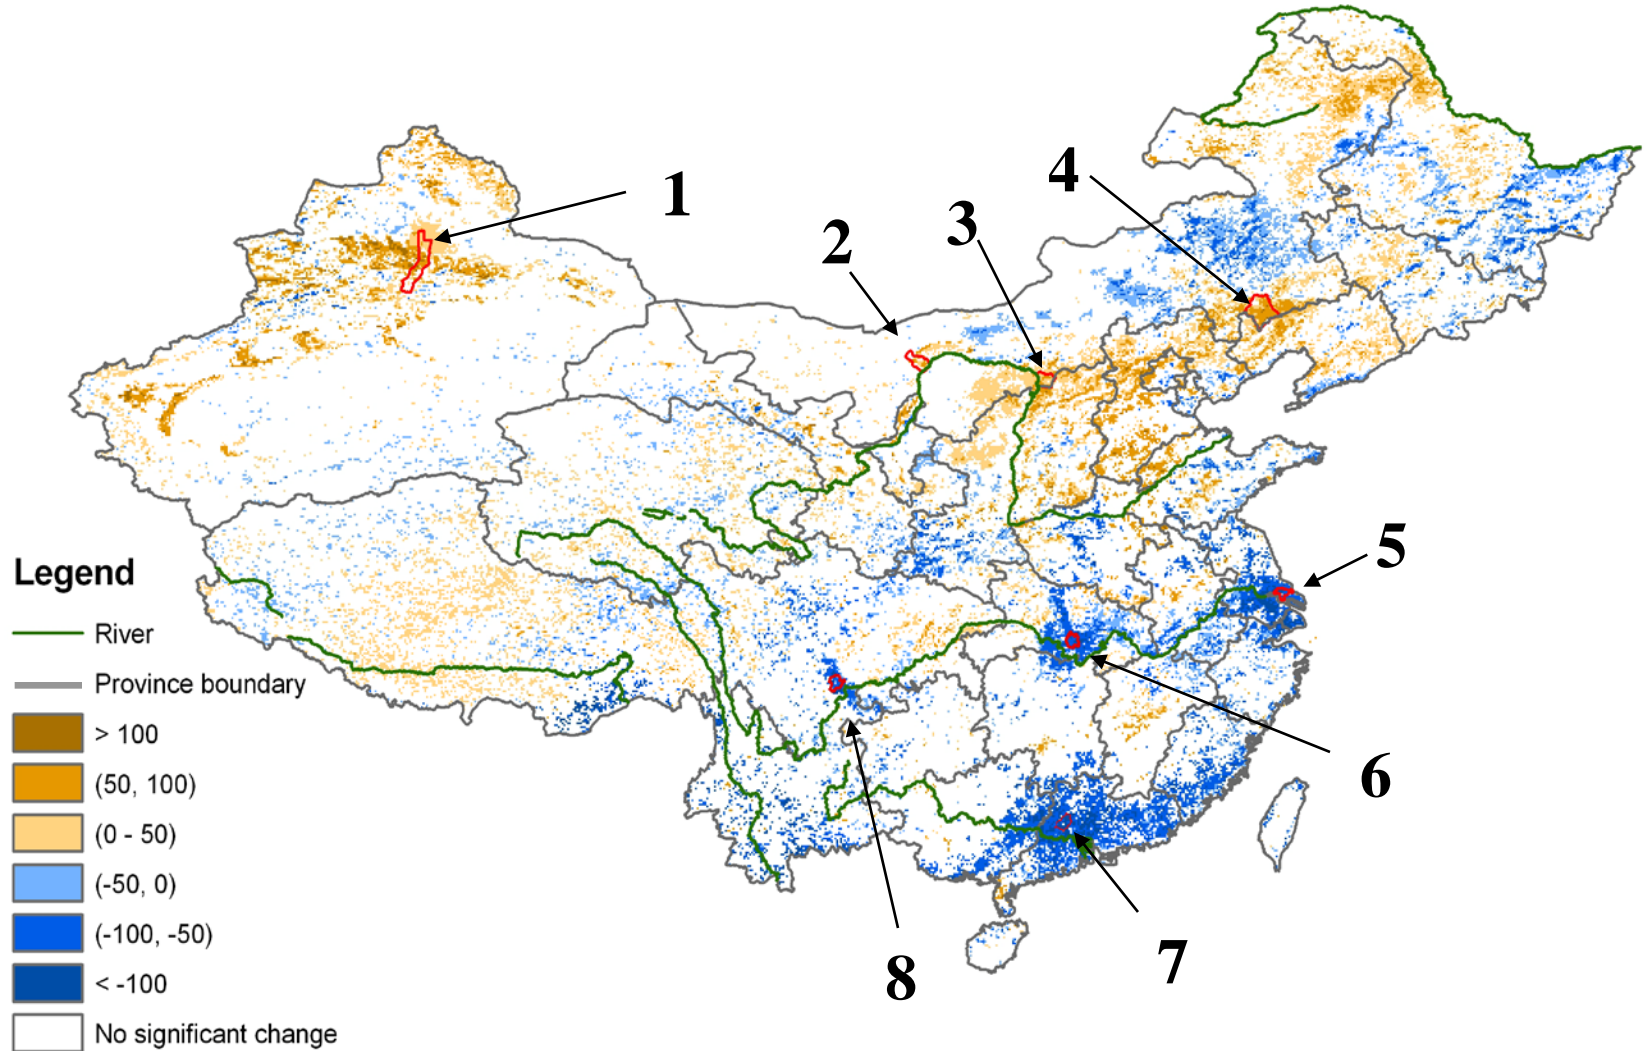 1
2
3
4
5
6
7
8
Legend
River
Province boundary
> 100
(50, 100)
(0 - 50)
(-50, 0)
(-100, -50)
< -100
No significant change